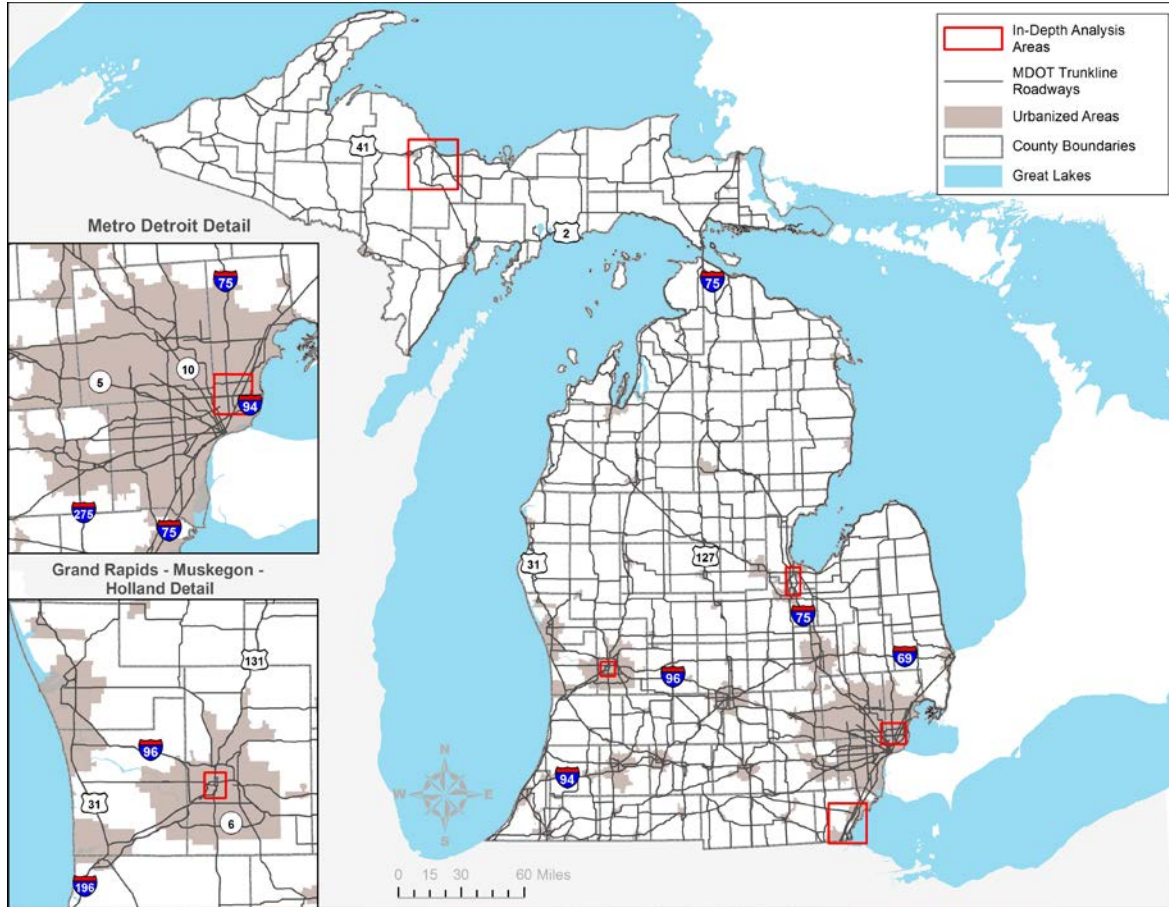 In-Depth Analysis
Areas
MDOT Trunkline
Roadways
Urbanized Areas
County Boundaries
Great Lakes
41
2
75
Metro Detroit Detail
75
10
5
94
275
75
Grand Rapids - Muskegon -
Holland Detail
131
96
31
6
196
31
127
75
69
96
94
N
W E
S
0 15 30 60 Miles